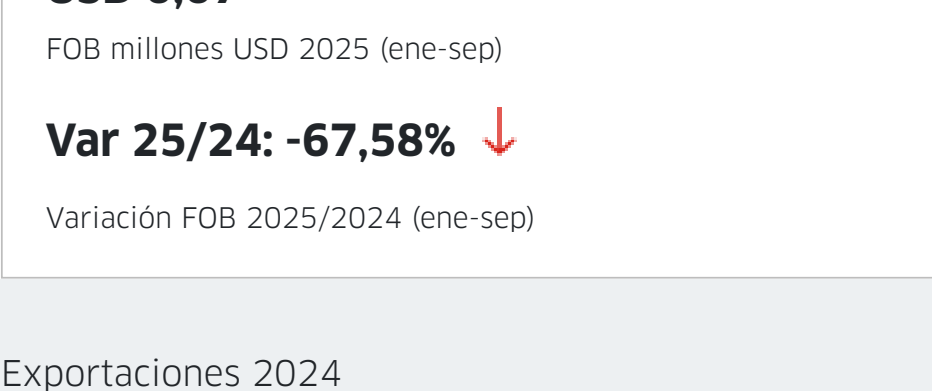 FOB millones USD 2025 (ene-sep)
Var 25/24: -67,58%
Variación FOB 2025/2024 (ene-sep)
Exportaciones 2024